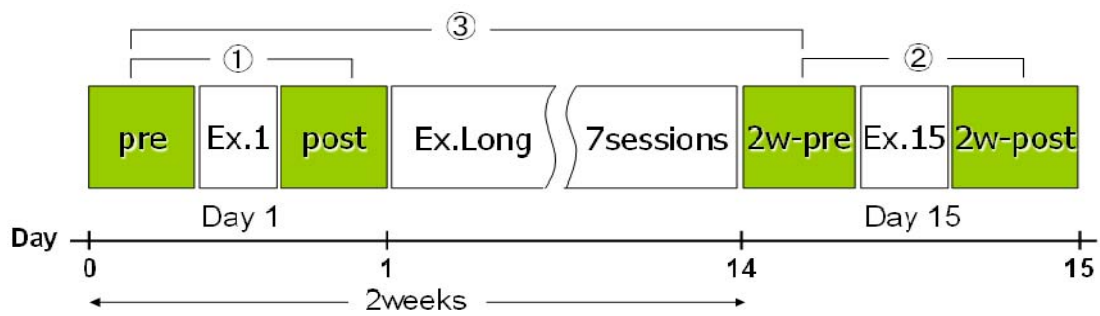 ③
① ②
pre Ex.1 post Ex.Long 7sessions 2w-pre Ex.15 2w-post
Day 1 Day 15
Day
0 1 14 15
2weeks